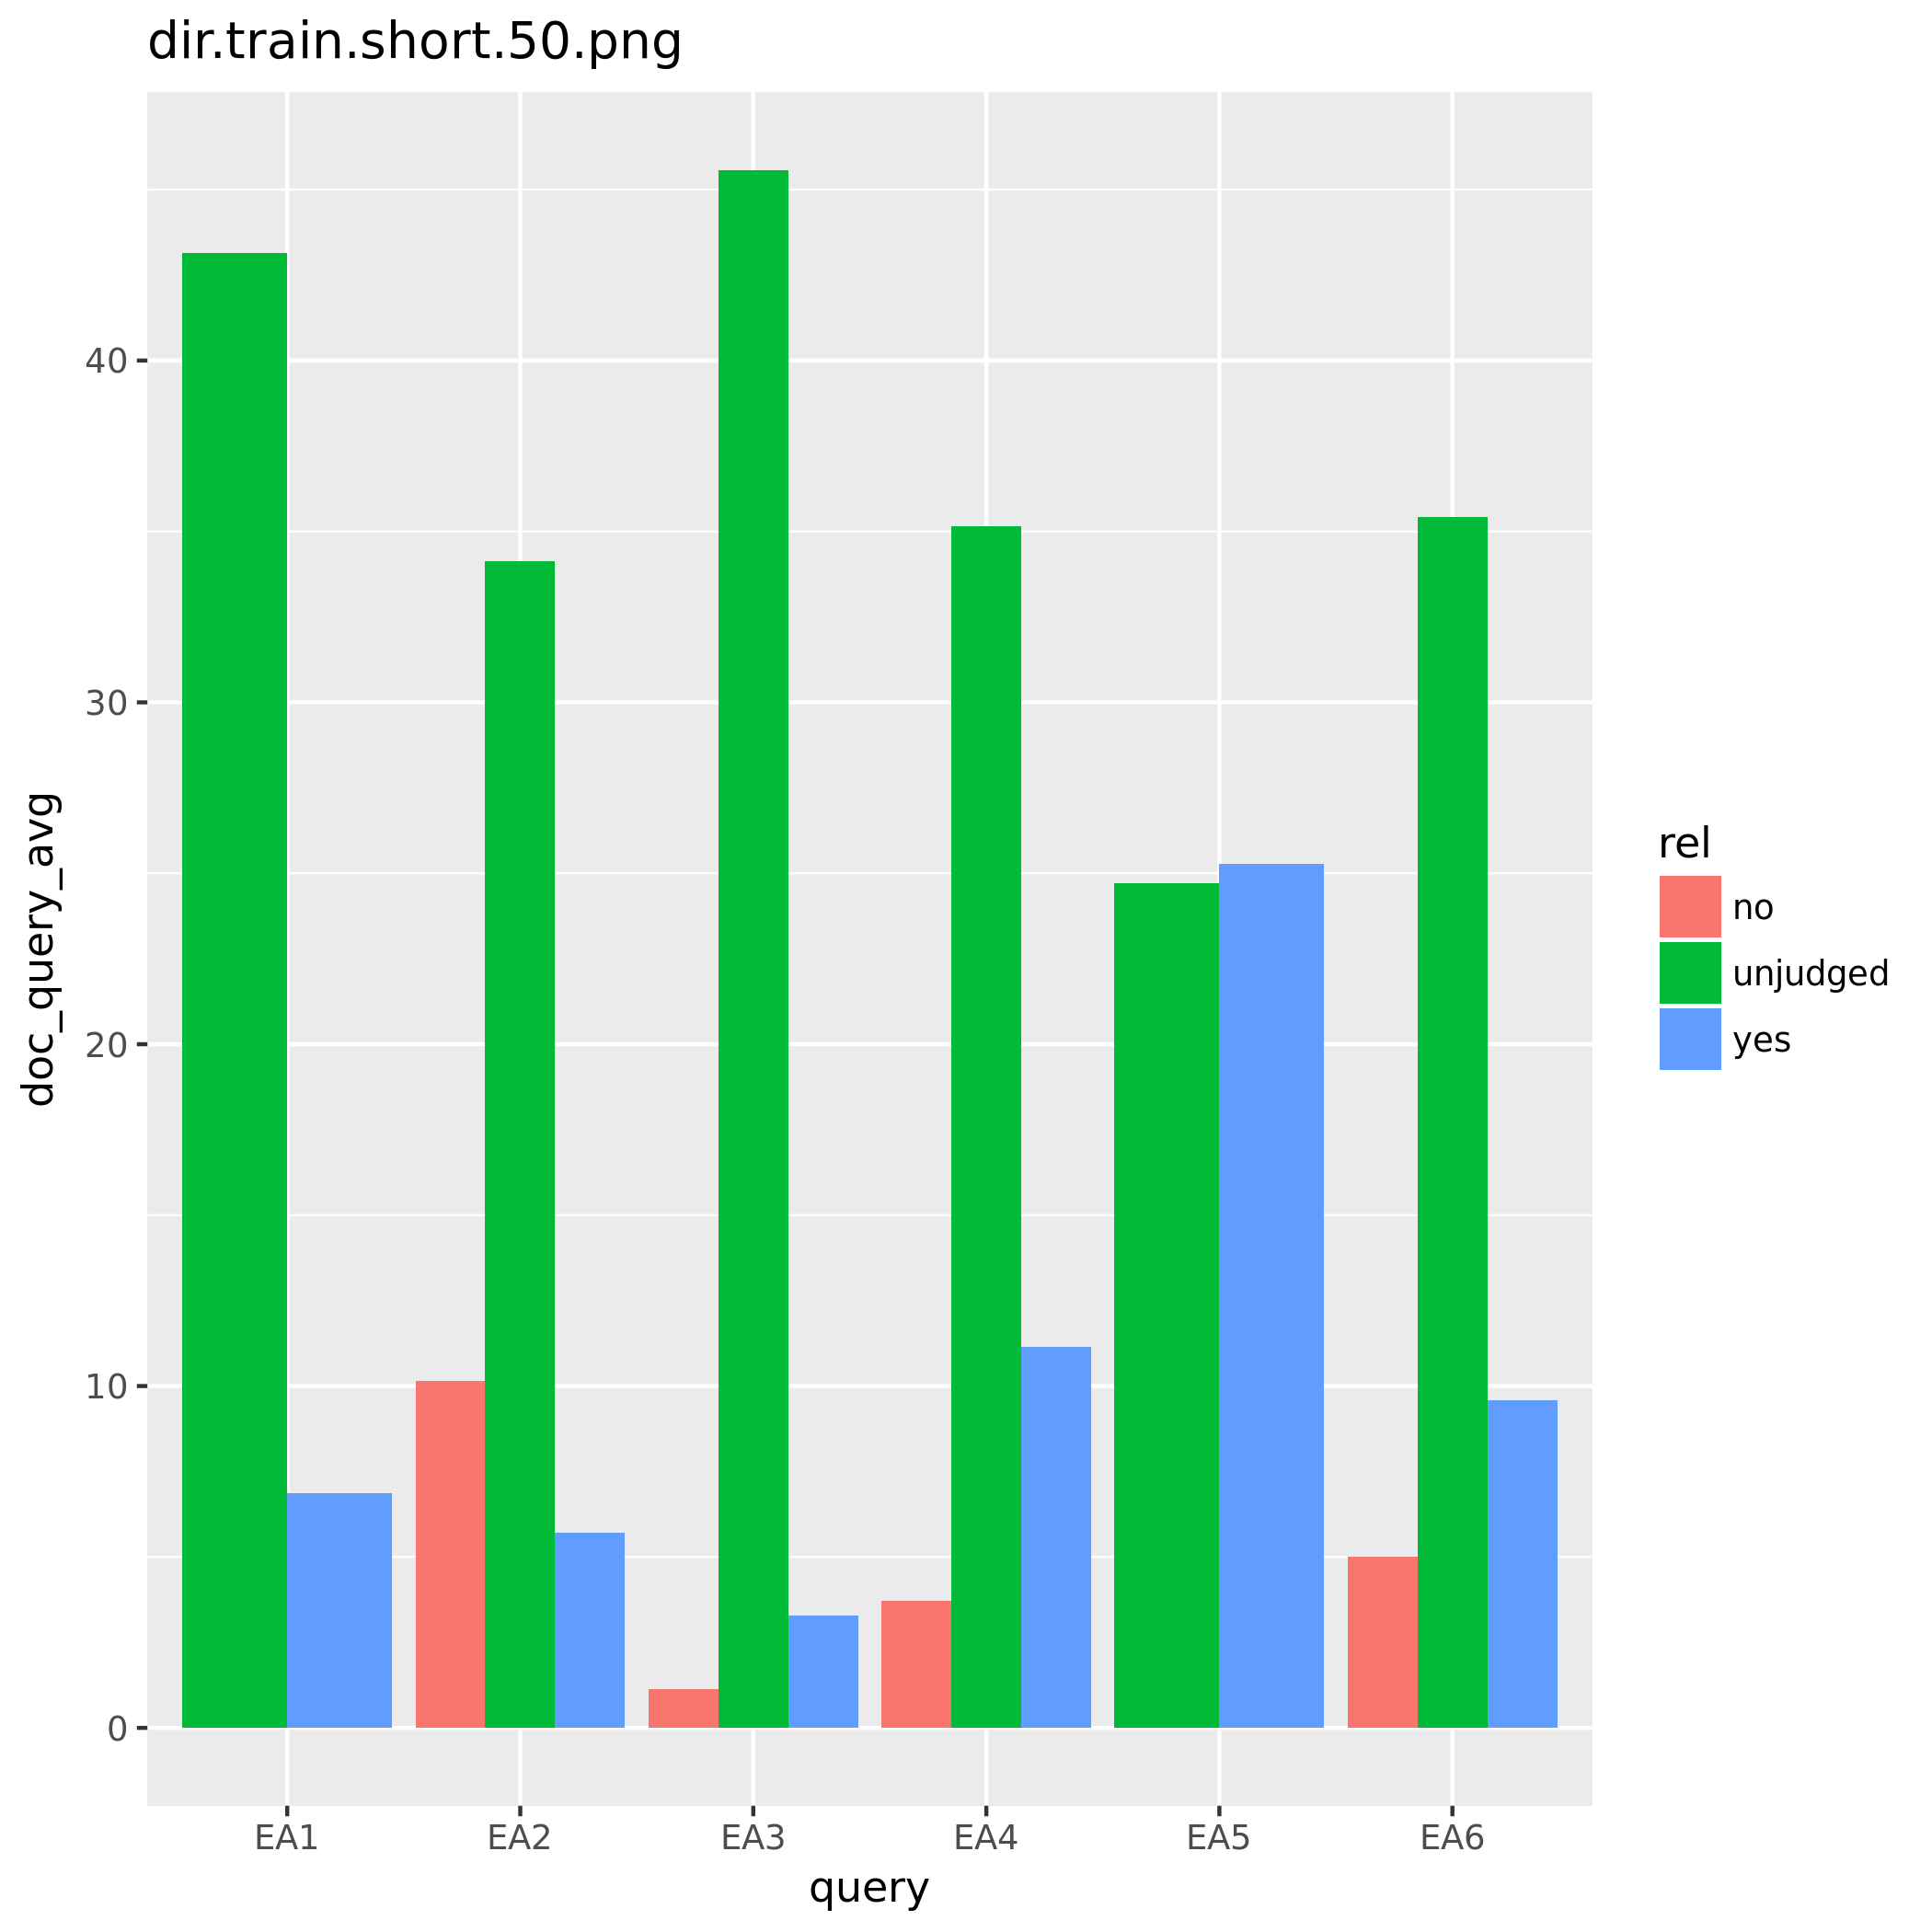 dir.train.short.50.png
doc_query_avg
40
30
20
10
0
EA1 EA2 EA3 EA4 EA5 EA6
query
rel
no
unjudged
yes